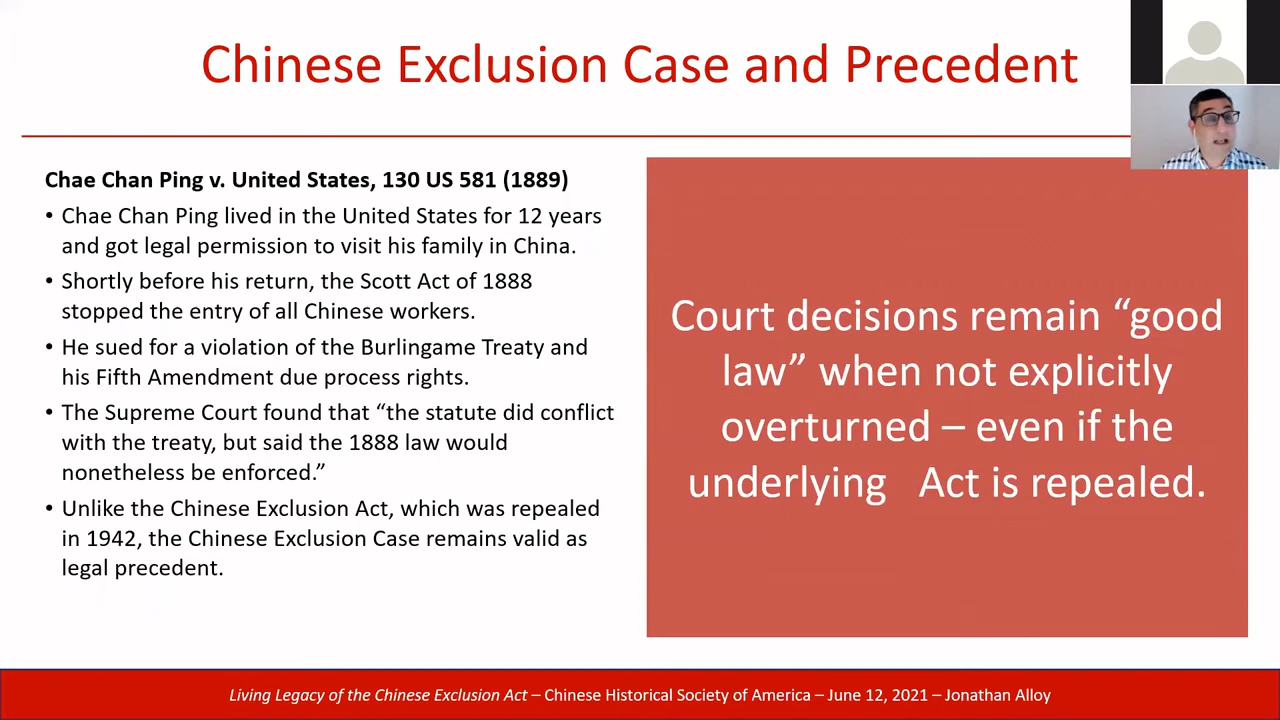 Chinese Exclusion Case and Precedent
Chae Chan Ping v. United States, 130 US 581 (1889)
• Chae Chan Ping lived in the United States for 12 years
and got legal permission to visit his family in China.
• Shortly before his return, the Scott Act of 1888
stopped the entry of all Chinese workers.
• He sued for a violation of the Burlingame Treaty and
his Fifth Amendment due process rights.
• The Supreme Court found that “the statute did conflict
with the treaty, but said the 1888 law would
nonetheless be enforced.”
• Unlike the Chinese Exclusion Act, which was repealed
in 1942, the Chinese Exclusion Case remains valid as
legal precedent.
Court decisions remain “good
law” when not explicitly
overturned – even if the
underlying Act is repealed.
Living Legacy of the Chinese Exclusion Act – Chinese Historical Society of America – June 12, 2021 – Jonathan Alloy